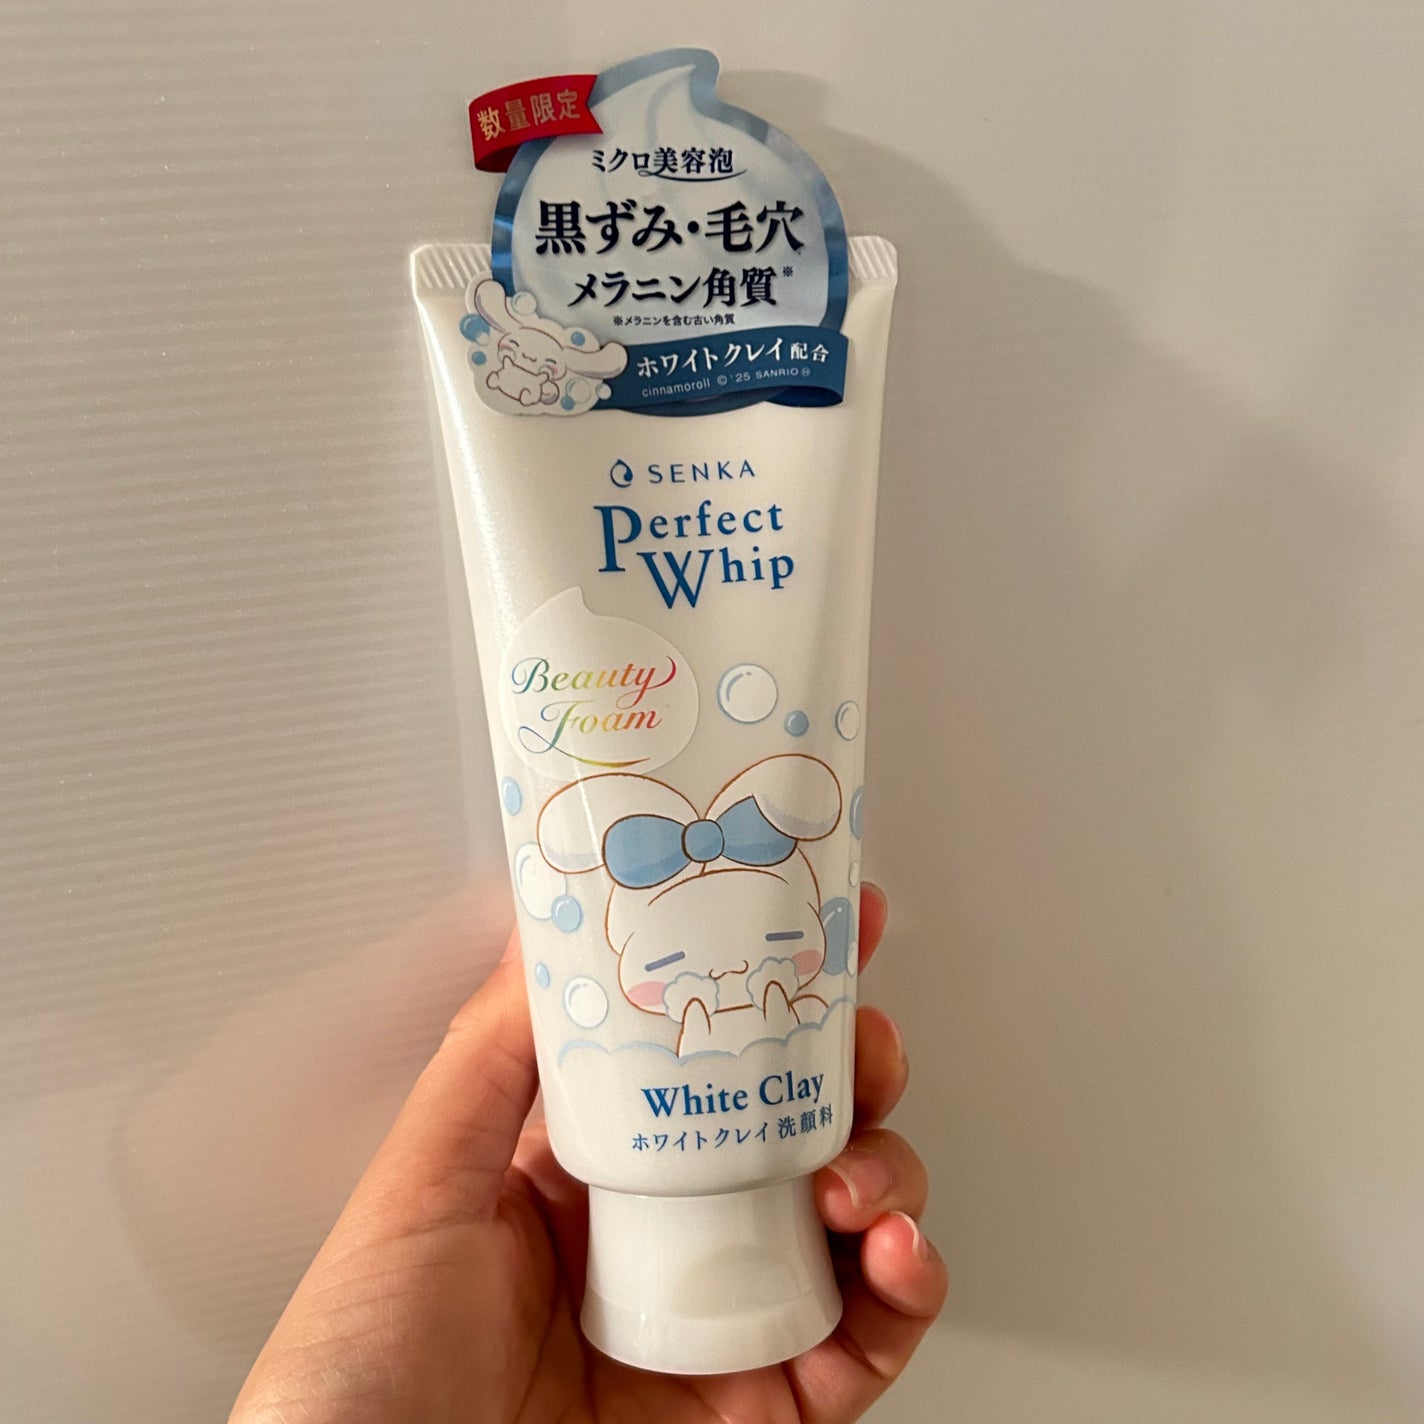 数量限定
ミクロ美容泡
黒ずみ・毛穴
メラニン角質※
※メラニンを含む古い角質
ホワイトクレイ配合
cinnamoroll © '25 SANRIO Ⓗ
SENKA
Perfect
Whip
Beauty
Foam
White Clay
ホワイトクレイ 洗顔料